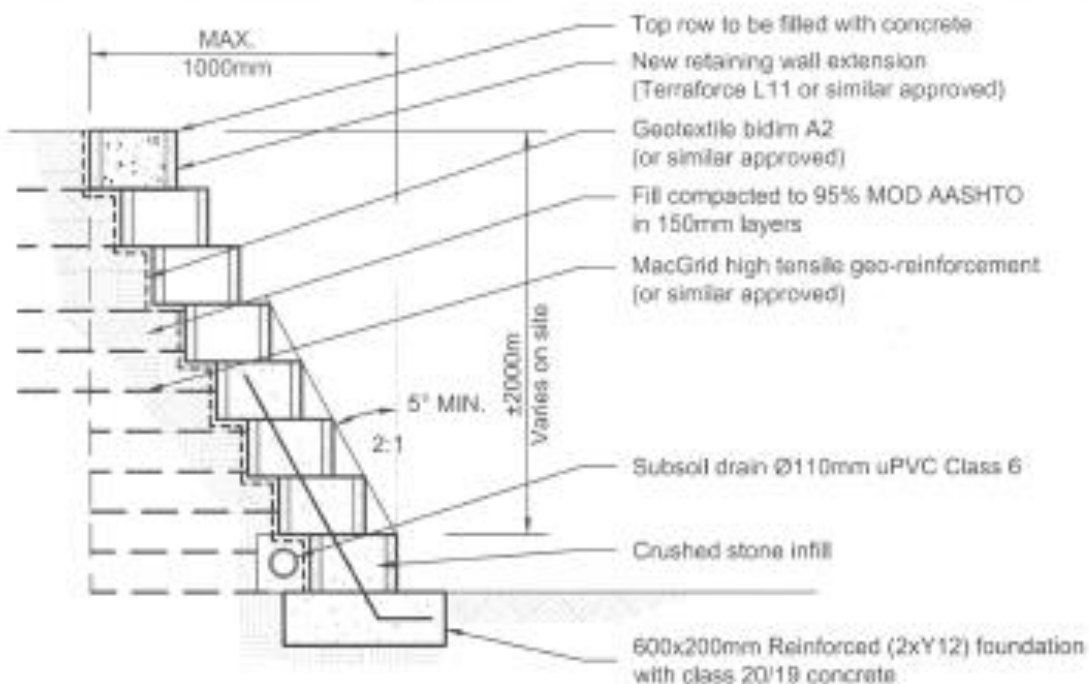 MAX.
1000mm
Top row to be filled with concrete
New retaining wall extension
(Terraforce L11 or similar approved)
Geotextile bidim A2
(or similar approved)
Fill compacted to 95% MOD AASHTO
in 150mm layers
MacGrid high tensile geo-reinforcement
(or similar approved)
±2000m
Varies on site
5° MIN.
2:1
Subsoil drain Ø110mm uPVC Class 6
Crushed stone infill
600x200mm Reinforced (2xY12) foundation
with class 20/19 concrete